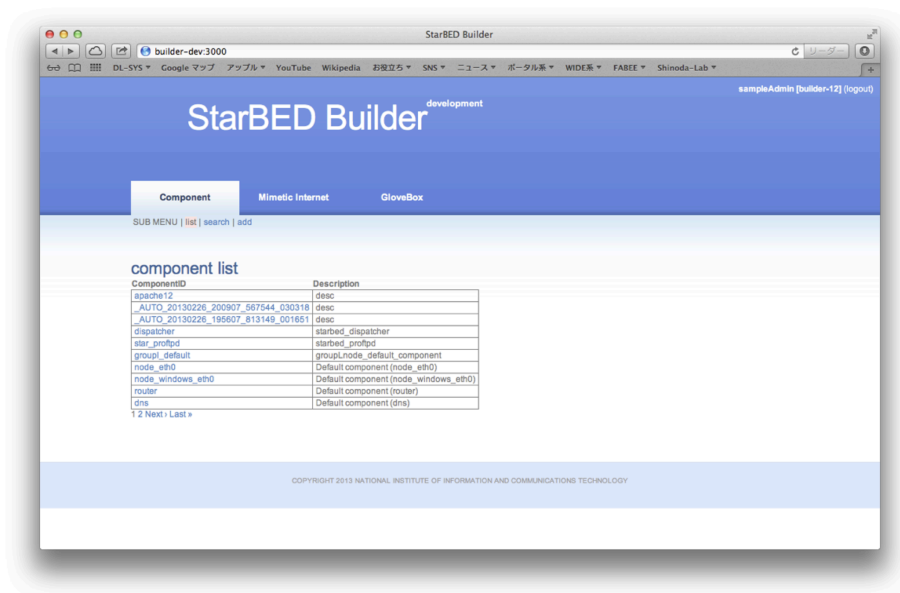 StarBED Builder
builder-dev:3000
リーダー
DL-SYS ▼ Google マップ アップル ▼ YouTube Wikipedia お役立ち ▼ SNS ▼ ニュース ▼ ポータル系 ▼ WIDE系 ▼ FABEE ▼ Shinoda-Lab ▼
sampleAdmin [builder-12] (logout)
StarBED Builder development
Component Mimetic Internet GloveBox
SUB MENU | list | search | add
component list
ComponentID Description
apache12 desc
_AUTO_20130226_200907_567544_030318 desc
_AUTO_20130226_195607_813149_001651 desc
dispatcher starbed_dispatcher
star_proftpd starbed_proftpd
groupl_default groupl.node_default_component
node_eth0 Default component (node_eth0)
node_windows_eth0 Default component (node_windows_eth0)
router Default component (router)
dns Default component (dns)
1 2 Next › Last »
COPYRIGHT 2013 NATIONAL INSTITUTE OF INFORMATION AND COMMUNICATIONS TECHNOLOGY